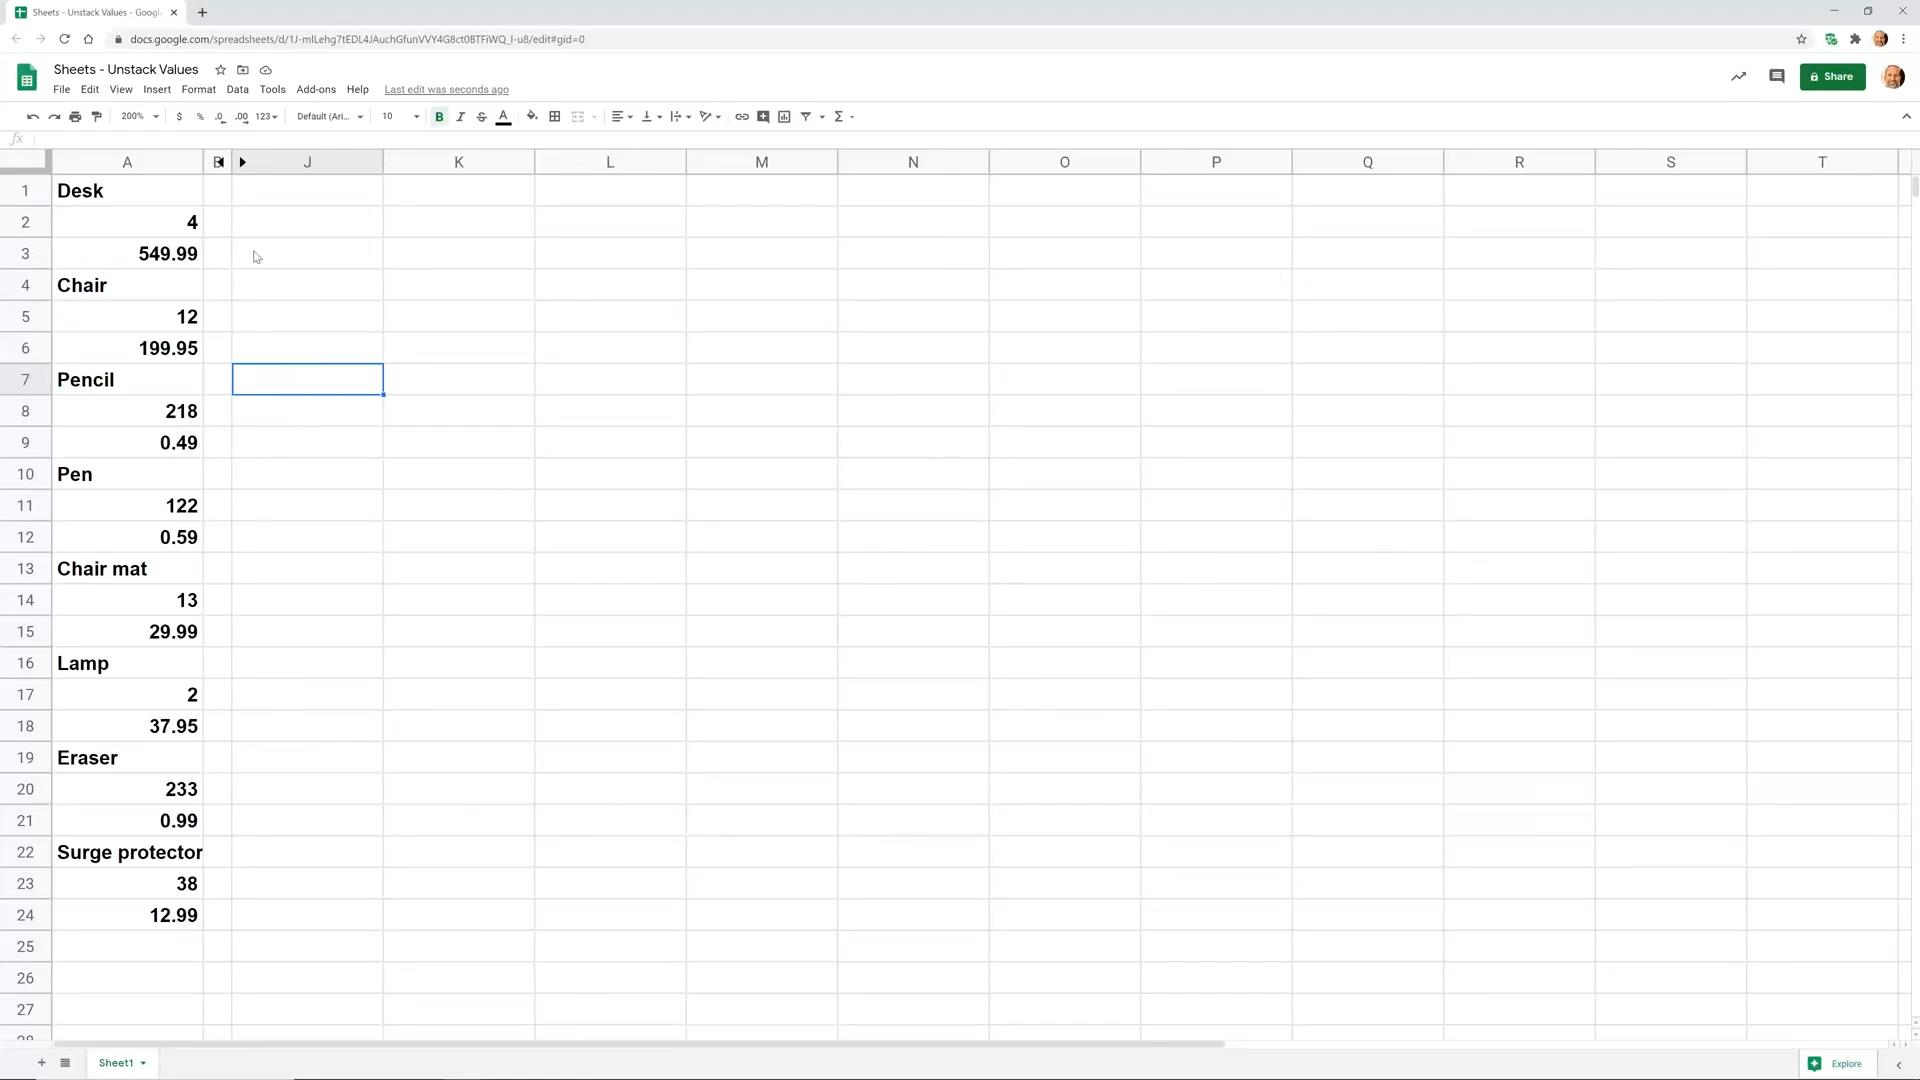 Sheets - Unstack Values - Googl
docs.google.com/spreadsheets/d/1J-mlLehg7tEDL4JAuchGfunVVY4G8ct0BTFiWQ_l-u8/edit#gid=0
Sheets - Unstack Values
Share
File Edit View Insert Format Data Tools Add-ons Help Last edit was seconds ago
200% $ % .0 .00 123 Default (Ari... 10 B I S A Σ
fx
A J K L M N O P Q R S T
1 Desk
2 4
3 549.99
4 Chair
5 12
6 199.95
7 Pencil
8 218
9 0.49
10 Pen
11 122
12 0.59
13 Chair mat
14 13
15 29.99
16 Lamp
17 2
18 37.95
19 Eraser
20 233
21 0.99
22 Surge protector
23 38
24 12.99
25
26
27
28
Sheet1
Explore